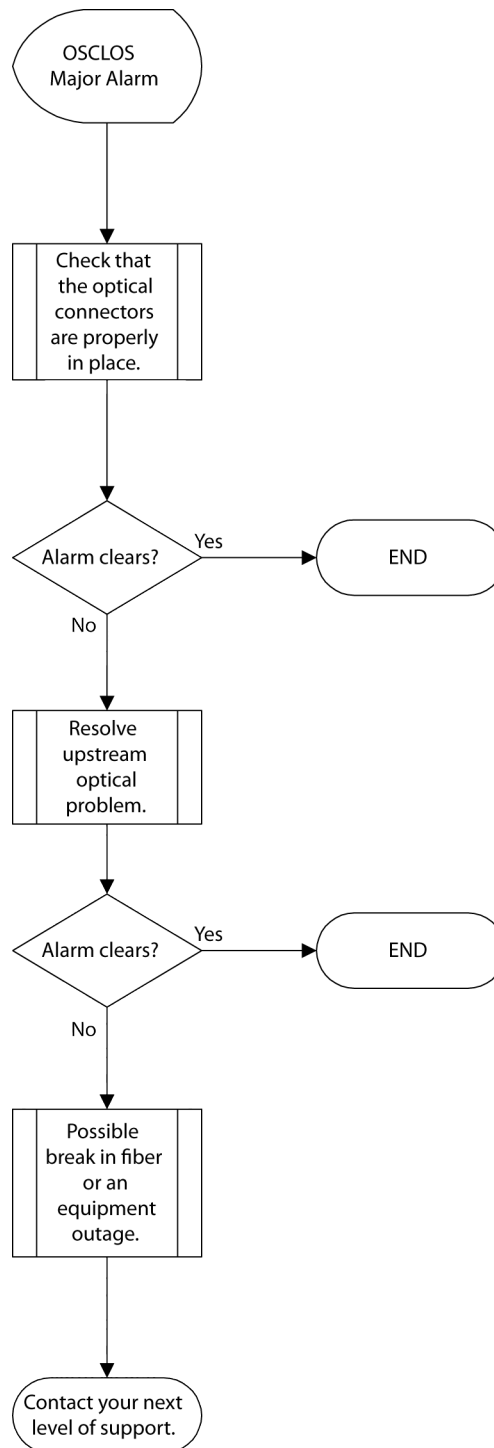 OSCLOS
Major Alarm
Check that
the optical
connectors
are properly
in place.
Alarm clears?
Yes
END
No
Resolve
upstream
optical
problem.
Alarm clears?
Yes
END
No
Possible
break in fiber
or an
equipment
outage.
Contact your next
level of support.